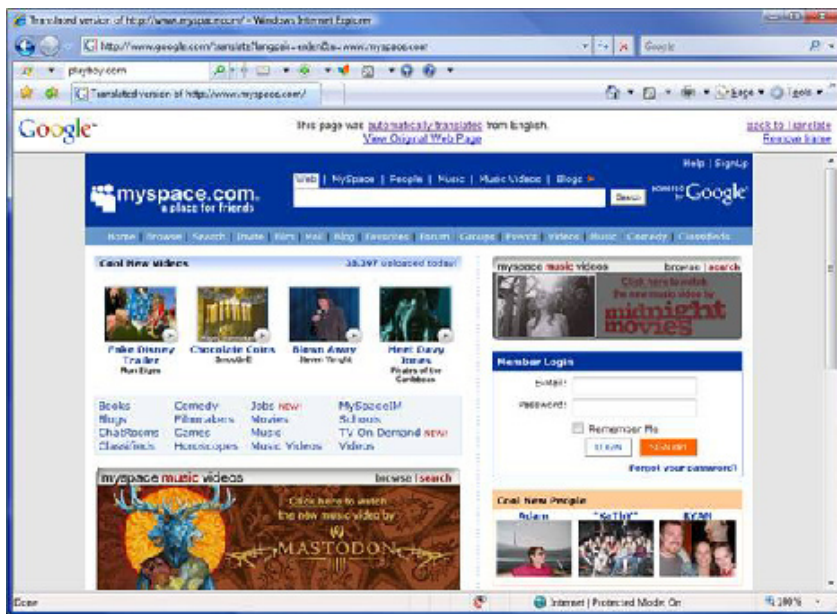 Translated version of http://www.myspace.com/ - Windows Internet Explorer
Google
playboy.com
Translated version of http://www.myspace.com/
Page
Tools
Google
This page was automatically translates from English.
View Original Web Page
back to Translate
Remove frame
Help | SignUp
myspace.com.
a place for friends
Web | MySpace | People | Music | Music Videos | Blogs
Search
powered by Google
Home | Browse | Search | Invite | Film | Mail | Blog | Favorites | Forum | Groups | Events | Videos | Music | Comedy | Classifieds
Cool New Videos
uploaded today!
Fake Disney Trailer
Chocolate Coins
Meet Davy Jones
Pirates of the Caribbean
Books
Comedy
Jobs NEW!
MySpaceIM
Blogs
Filmmakers
Movies
Schools
ChatRooms
Games
Music
TV On Demand NEW!
Classifieds
Horoscopes
Music Videos
Videos
myspace music videos
browse | search
Click here to watch
the new music video by
MASTODON
myspace music videos
browse | search
Click here to watch
the new music video by
midnight
movies
Member Login
E-Mail:
Password:
Remember Me
LOGIN
SIGN UP!
Forgot your password?
Cool New People
Adam
"KaThY"
RYAN
Done
Internet | Protected Mode: On
100%